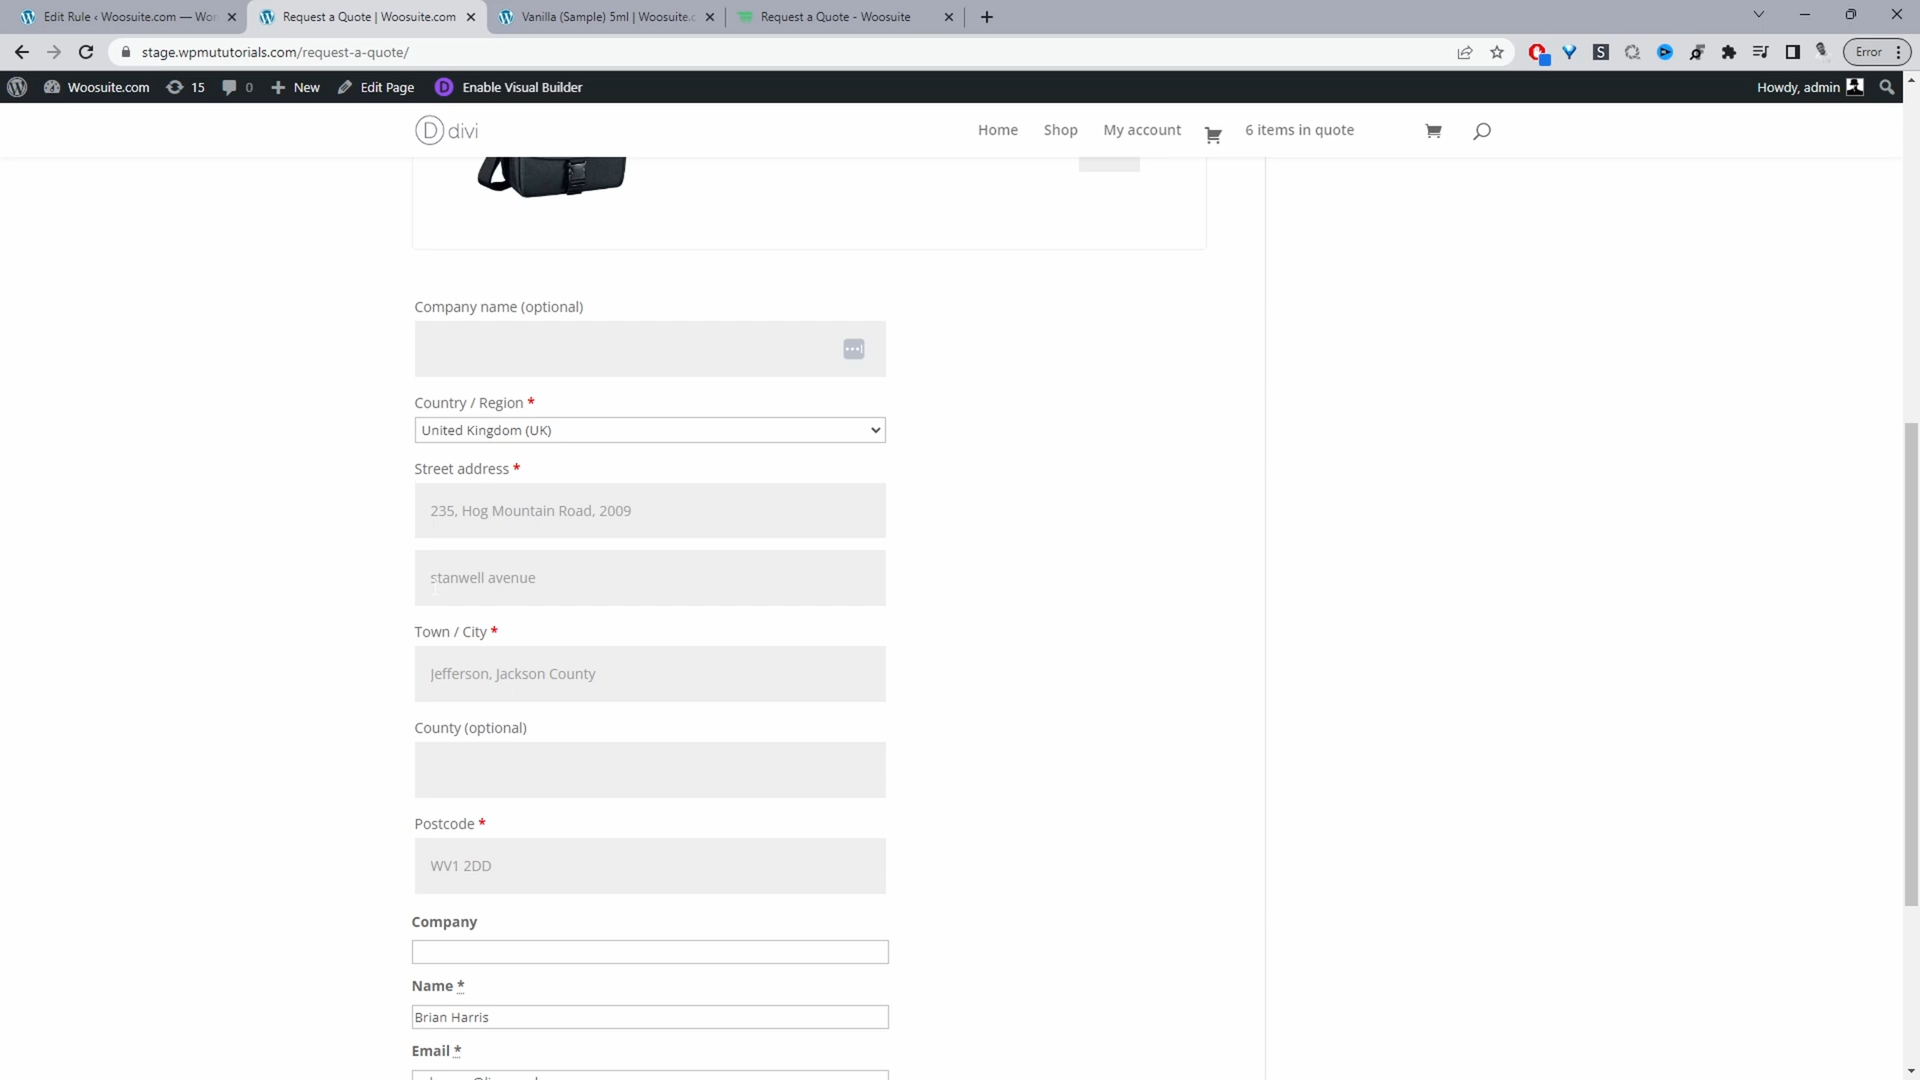 Edit Rule ‹ Woosuite.com — Wor
Request a Quote | Woosuite.com
Vanilla (Sample) 5ml | Woosuite.c
Request a Quote - Woosuite
stage.wpmututorials.com/request-a-quote/
Error
Woosuite.com
15
0
New
Edit Page
D
Enable Visual Builder
Howdy, admin
D divi
Home
Shop
My account
6 items in quote
Company name (optional)
Country / Region *
United Kingdom (UK)
Street address *
235, Hog Mountain Road, 2009
stanwell avenue
Town / City *
Jefferson, Jackson County
County (optional)
Postcode *
WV1 2DD
Company
Name *
Brian Harris
Email *